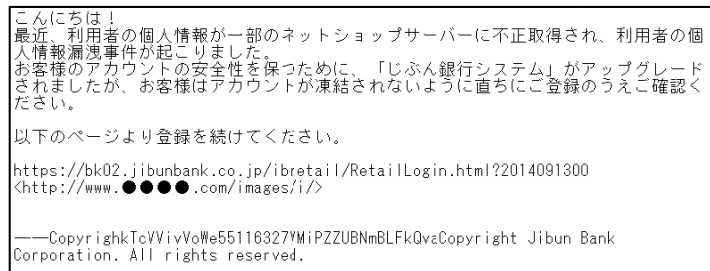 こんにちは！
最近、利用者の個人情報が一部のネットショップサーバーに不正取得され、利用者の個
人情報漏洩事件が起こりました。
お客様のアカウントの安全性を保つために、「じぶん銀行システム」がアップグレード
されましたが、お客様はアカウントが凍結されないように直ちにご登録のうえご確認く
ださい。
以下のページより登録を続けてください。
https://bk02.jibunbank.co.jp/ibretail/RetailLogin.html?2014091300
<http://www.●●●●.com/images/i/>
――CopyrighkTcVVivVoWe55116327YMiPZZUBNmBLFkQvaCopyright Jibun Bank
Corporation. All rights reserved.